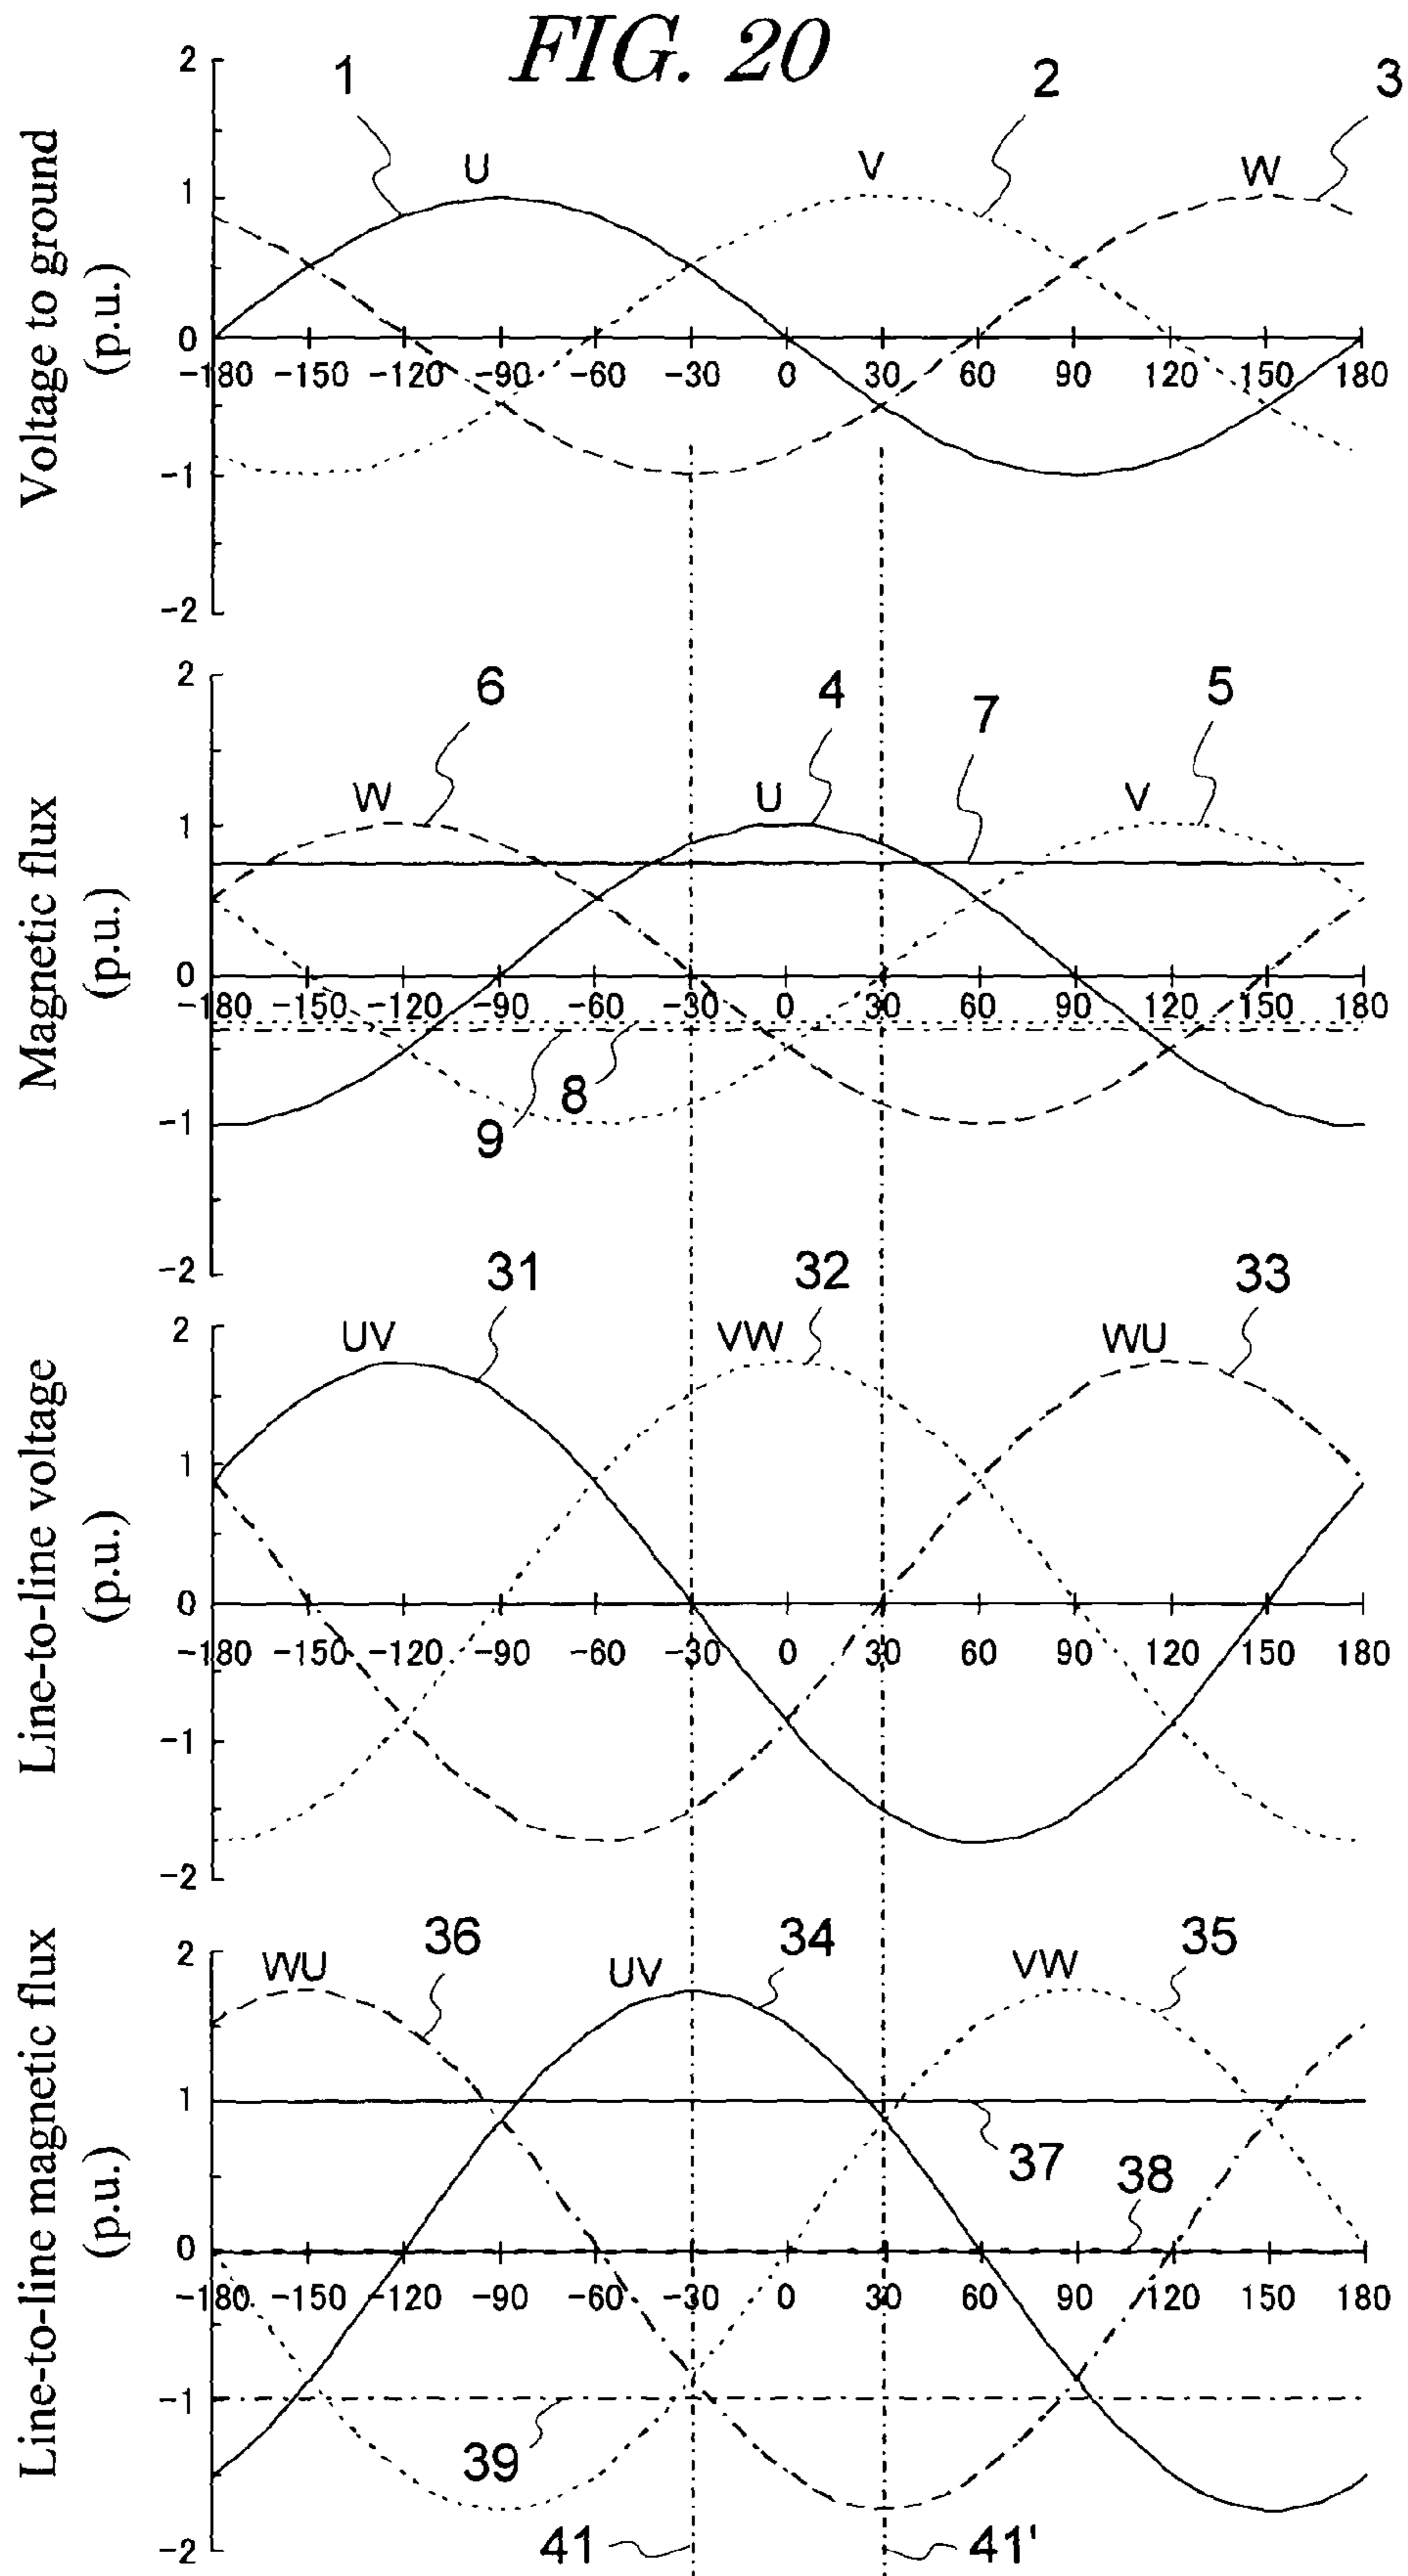 FIG. 20
Voltage to ground
(p.u.)
2
1
0
-1
-2
1
2
3
U
V
W
-180 -150 -120 -90 -60 -30 0 30 60 90 120 150 180
Magnetic flux
(p.u.)
2
1
0
-1
-2
6
4
7
5
W
U
V
-180 -150 -120 -90 -60 -30 0 30 60 90 120 150 180
8
9
Line-to-line voltage
(p.u.)
2
1
0
-1
-2
31
32
33
UV
VW
WU
-180 -150 -120 -90 -60 -30 0 30 60 90 120 150 180
Line-to-line magnetic flux
(p.u.)
2
1
0
-1
-2
36
34
35
WU
UV
VW
37
38
-180 -150 -120 -90 -60 -30 0 30 60 90 120 150 180
39
41
41'